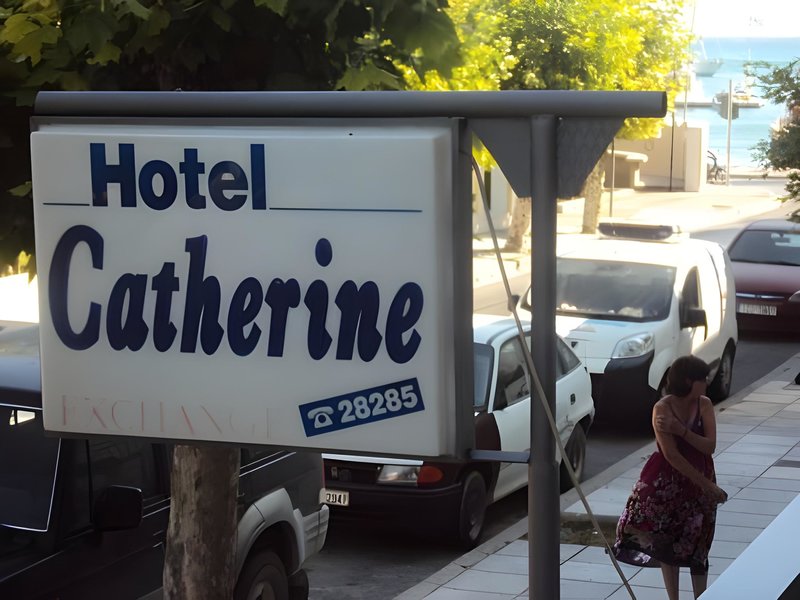 Hotel
Catherine
EXCHANGE
☎ 28285